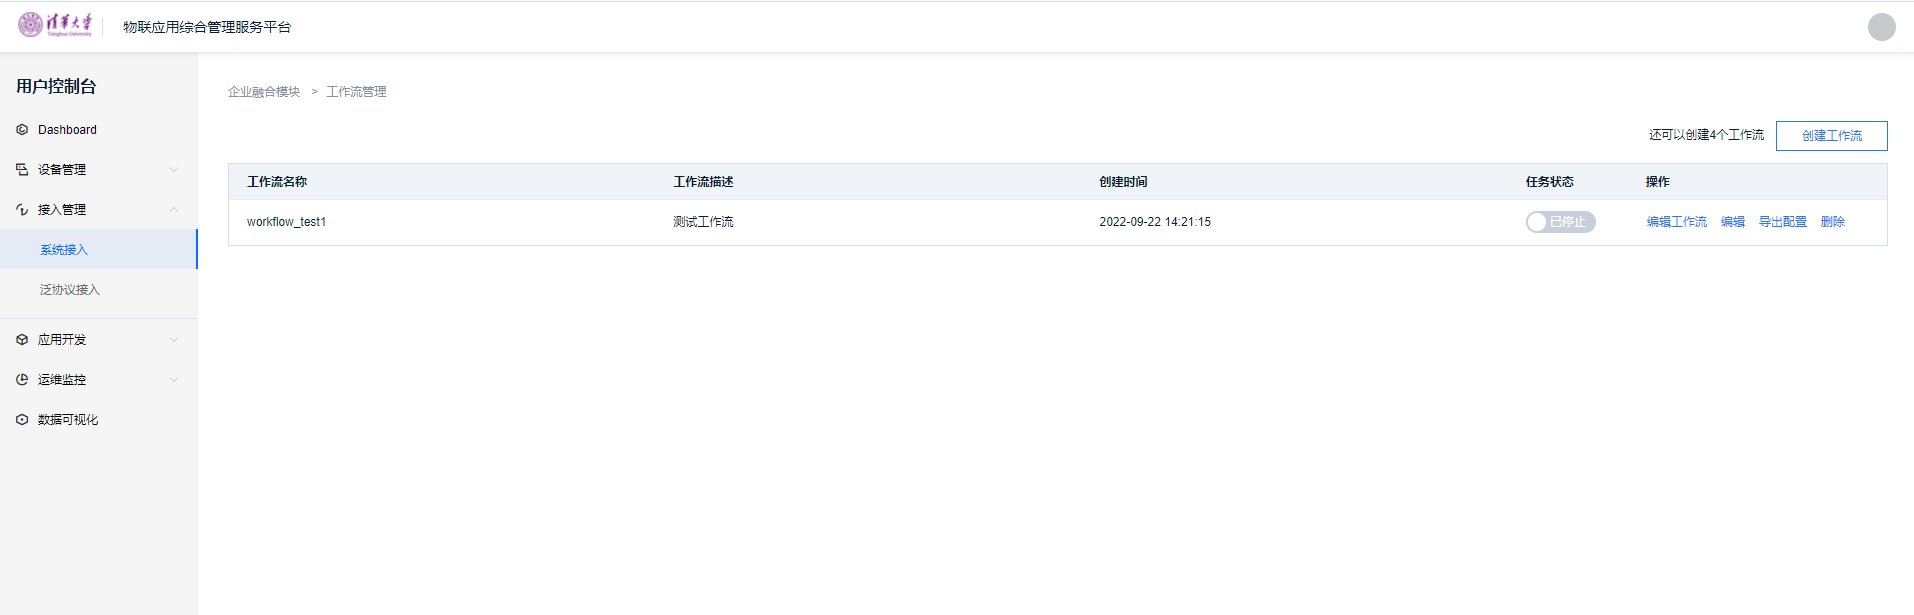 清华大学
Tsinghua University
物联应用综合管理服务平台
用户控制台
Dashboard
设备管理
接入管理
系统接入
泛协议接入
应用开发
运维监控
数据可视化
企业融合模块 > 工作流管理
还可以创建4个工作流 创建工作流
工作流名称 工作流描述 创建时间 任务状态 操作
workflow_test1 测试工作流 2022-09-22 14:21:15 已停止 编辑工作流 编辑 导出配置 删除